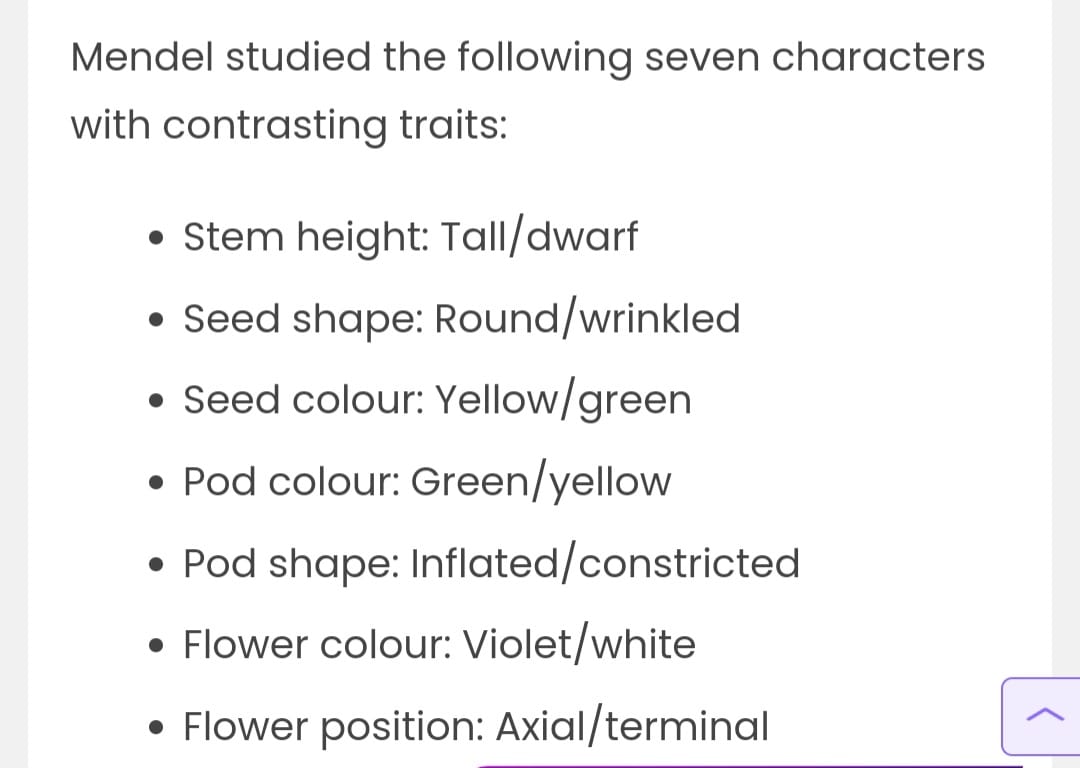 Mendel studied the following seven characters
with contrasting traits:
• Stem height: Tall/dwarf
• Seed shape: Round/wrinkled
• Seed colour: Yellow/green
• Pod colour: Green/yellow
• Pod shape: Inflated/constricted
• Flower colour: Violet/white
• Flower position: Axial/terminal